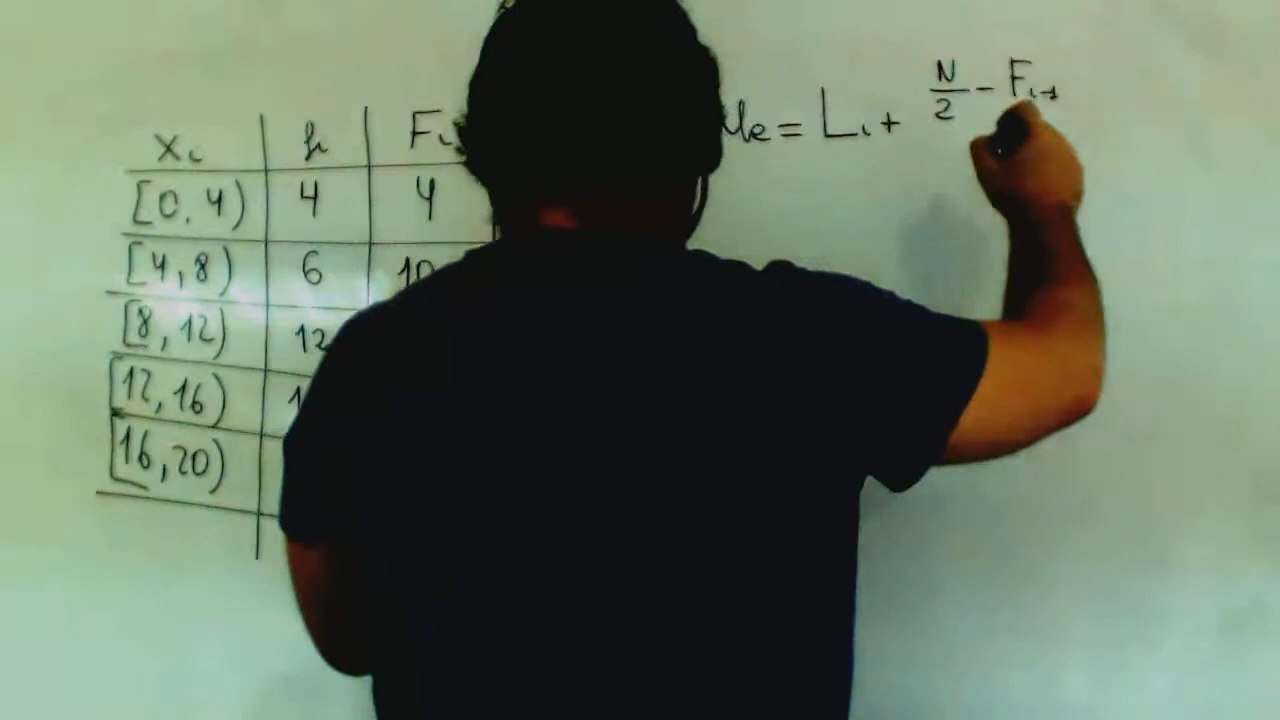 xi fi Fi
[0,4) 4 4
[4,8) 6 10
[8,12) 12
[12,16) 1
[16,20)
Me = Li + N/2 - Fi-1